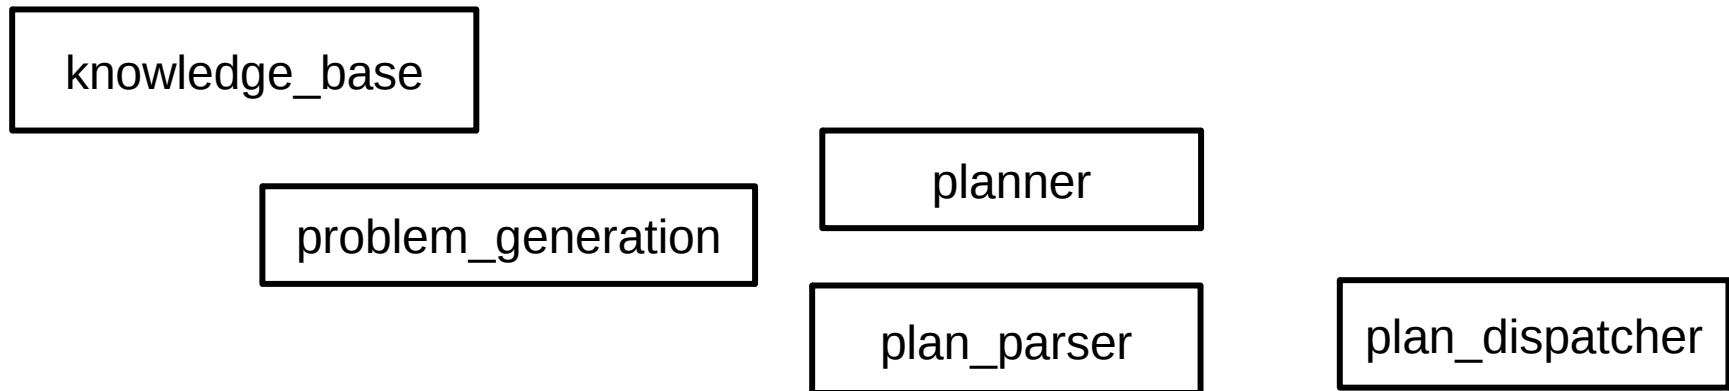 knowledge_base
problem_generation
planner
plan_parser
plan_dispatcher